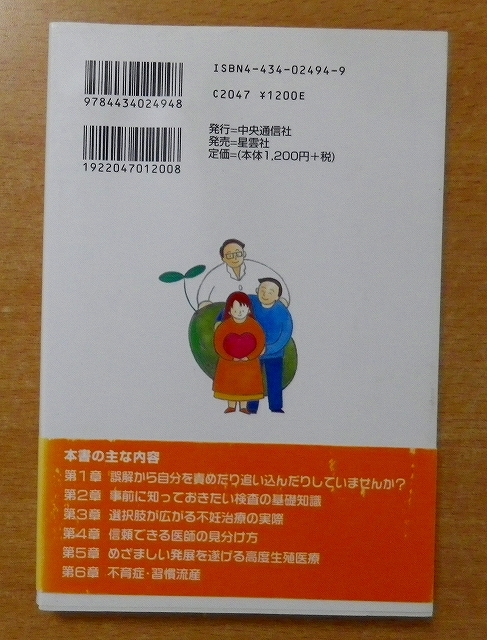 ISBN4-434-02494-9
9784434024948
C2047 ¥1200E
発行=中央通信社
発売=星雲社
定価=(本体1,200円+税)
1922047012008
本書の主な内容
第1章 誤解から自分を責めたり追い込んだりしていませんか?
第2章 事前に知っておきたい検査の基礎知識
第3章 選択肢が広がる不妊治療の実際
第4章 信頼できる医師の見分け方
第5章 めざましい発展を遂げる高度生殖医療
第6章 不育症・習慣流産